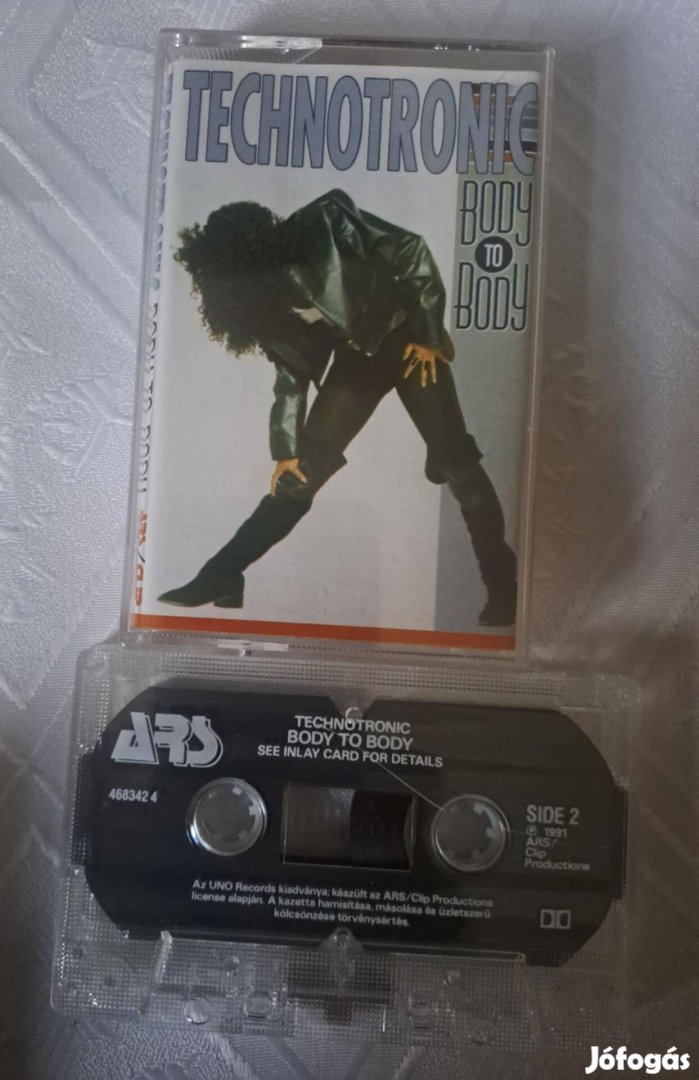 TECHNOTRONIC
BODY
TO
BODY
ARS
TECHNOTRONIC
BODY TO BODY
SEE INLAY CARD FOR DETAILS
468342 4
SIDE 2
℗ 1991
ARS/
Clip
Productions
Az UNO Records kiadványa; készült az ARS/Clip Productions
license alapján. A kazetta hamisítása, másolása és üzletszerű
kölcsönzése törvénysértés.
Jófogás